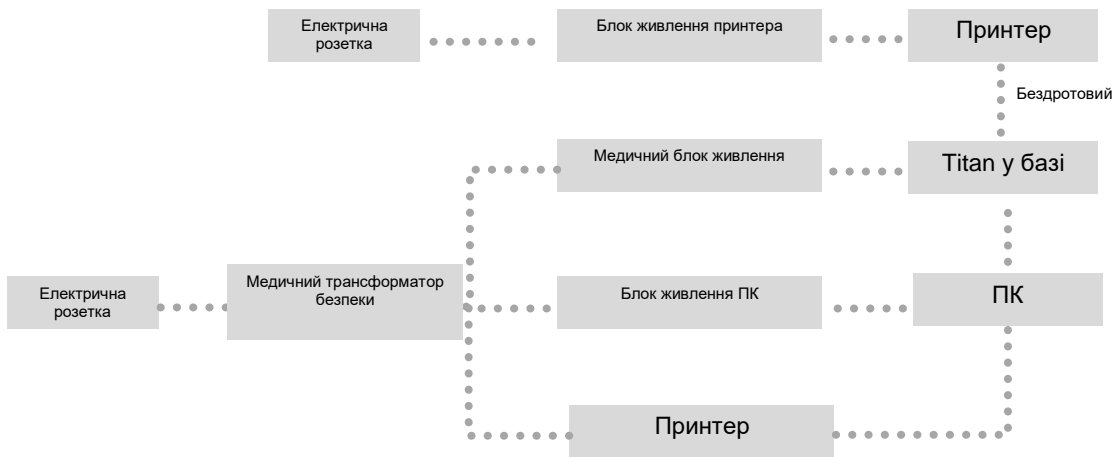 Електрична
розетка
Блок живлення принтера
Принтер
Бездротовий
Медичний блок живлення
Titan у базі
Електрична
розетка
Медичний трансформатор
безпеки
Блок живлення ПК
ПК
Принтер